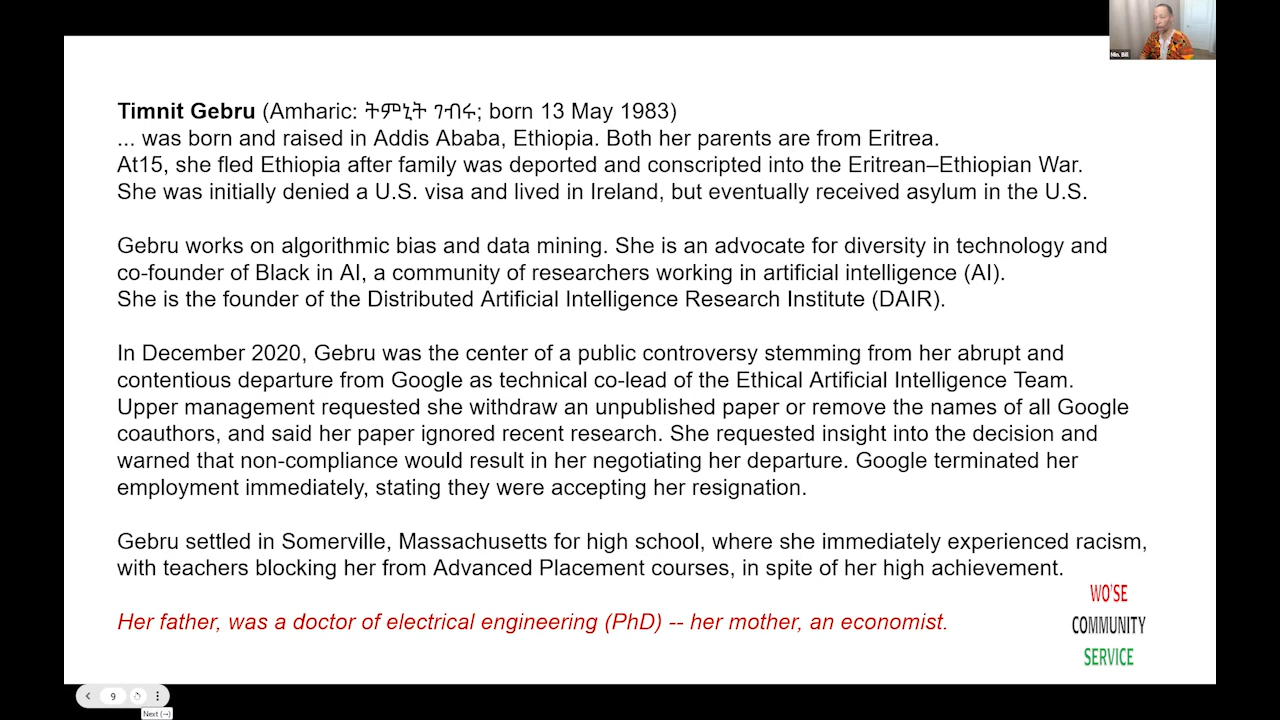 Min. Bill
Timnit Gebru (Amharic: ትምኒት ገብሩ; born 13 May 1983)
... was born and raised in Addis Ababa, Ethiopia. Both her parents are from Eritrea.
At15, she fled Ethiopia after family was deported and conscripted into the Eritrean–Ethiopian War.
She was initially denied a U.S. visa and lived in Ireland, but eventually received asylum in the U.S.
Gebru works on algorithmic bias and data mining. She is an advocate for diversity in technology and
co-founder of Black in AI, a community of researchers working in artificial intelligence (AI).
She is the founder of the Distributed Artificial Intelligence Research Institute (DAIR).
In December 2020, Gebru was the center of a public controversy stemming from her abrupt and
contentious departure from Google as technical co-lead of the Ethical Artificial Intelligence Team.
Upper management requested she withdraw an unpublished paper or remove the names of all Google
coauthors, and said her paper ignored recent research. She requested insight into the decision and
warned that non-compliance would result in her negotiating her departure. Google terminated her
employment immediately, stating they were accepting her resignation.
Gebru settled in Somerville, Massachusetts for high school, where she immediately experienced racism,
with teachers blocking her from Advanced Placement courses, in spite of her high achievement.
Her father, was a doctor of electrical engineering (PhD) -- her mother, an economist.
WO'SE
COMMUNITY
SERVICE
9
Next (→)